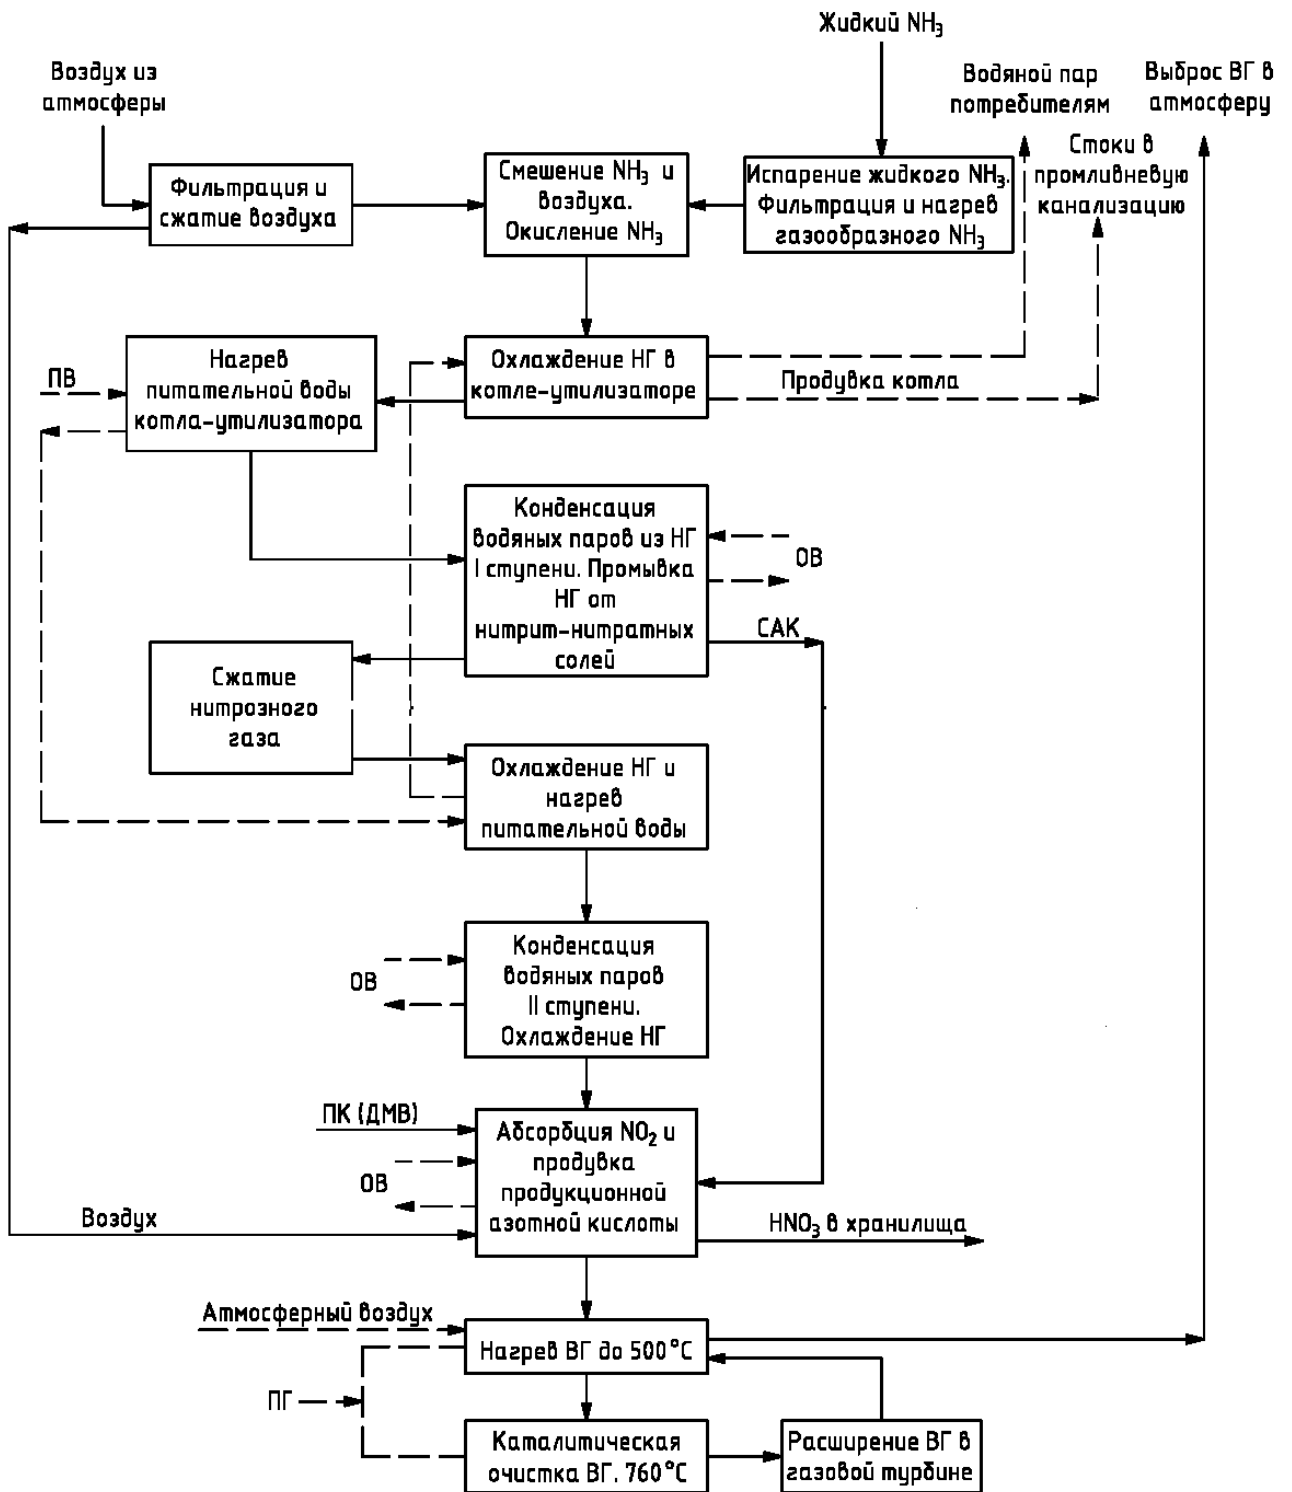 Жидкий NH₃
Воздух из
атмосферы
Водяной пар
потребителям
Выброс ВГ в
атмосферу
Стоки в
промливневую
канализацию
Фильтрация и
сжатие воздуха
Смешение NH₃ и
воздуха.
Окисление NH₃
Испарение жидкого NH₃.
Фильтрация и нагрев
газообразного NH₃
ПВ
Нагрев
питательной воды
котла-утилизатора
Охлаждение НГ в
котле-утилизаторе
Продувка котла
Конденсация
водяных паров из НГ
I ступени. Промывка
НГ от
нитрит-нитратных
солей
ОВ
САК
Сжатие
нитрозного
газа
Охлаждение НГ и
нагрев
питательной воды
ОВ
Конденсация
водяных паров
II ступени.
Охлаждение НГ
ПК (ДМВ)
ОВ
Воздух
Абсорбция NO₂ и
продувка
продукционной
азотной кислоты
HNO₃ в хранилища
Атмосферный воздух
Нагрев ВГ до 500°С
ПГ
Каталитическая
очистка ВГ. 760°С
Расширение ВГ в
газовой турбине